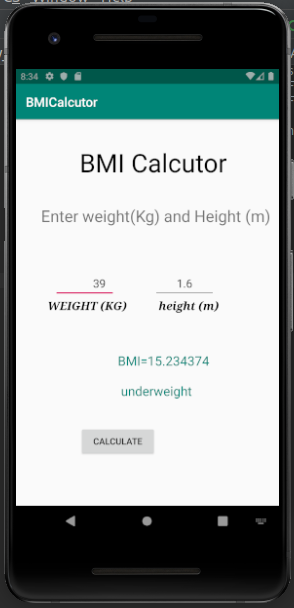 Window Help
8:34
BMICalcutor
BMI Calcutor
Enter weight(Kg) and Height (m)
39 1.6
WEIGHT (KG) height (m)
BMI=15.234374
underweight
CALCULATE